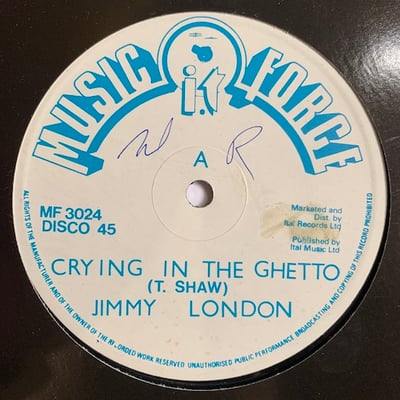 MUSIC FORCE
i.t
W A R
MF 3024
DISCO 45
Marketed and
Dist. by
Ital Records Ltd
Published by
Ital Music Ltd
CRYING IN THE GHETTO
(T. SHAW)
JIMMY LONDON
ALL RIGHTS OF THE MANUFACTURER AND OF THE OWNER OF THE RECORDED WORK RESERVED UNAUTHORISED PUBLIC PERFORMANCE BROADCASTING AND COPYING OF THIS RECORD PROHIBITED